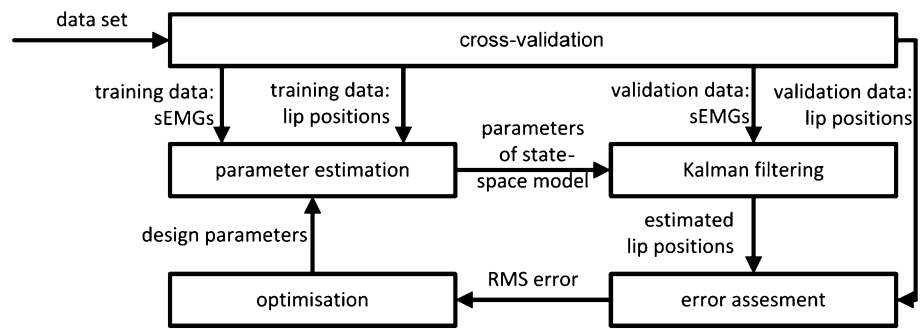 data set
cross-validation
training data:
sEMGs
training data:
lip positions
validation data:
sEMGs
validation data:
lip positions
parameters
of state-
space model
parameter estimation
Kalman filtering
design parameters
estimated
lip positions
optimisation
RMS error
error assesment